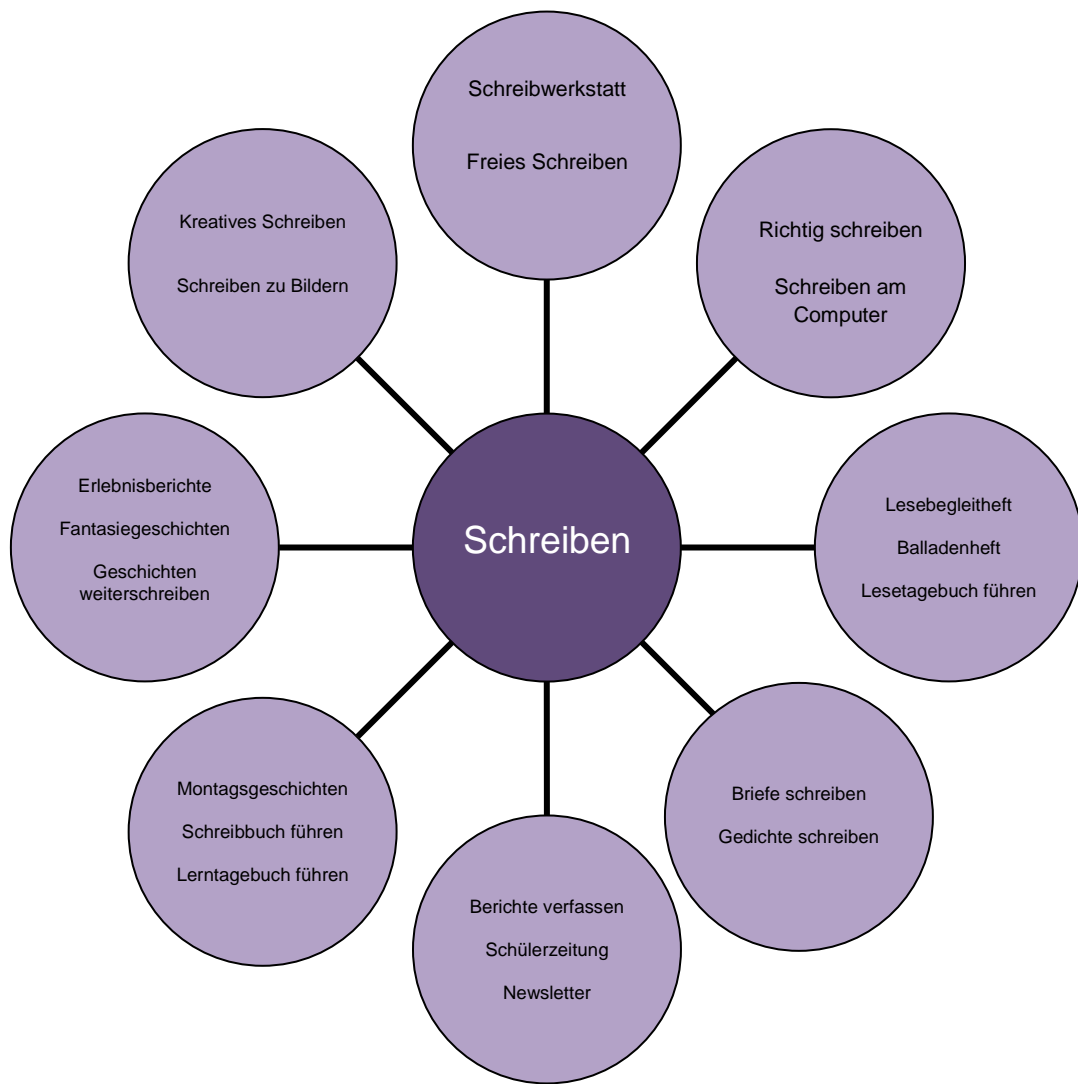 Schreibwerkstatt
Freies Schreiben
Richtig schreiben
Schreiben am
Computer
Lesebegleitheft
Balladenheft
Lesetagebuch führen
Briefe schreiben
Gedichte schreiben
Berichte verfassen
Schülerzeitung
Newsletter
Montagsgeschichten
Schreibbuch führen
Lerntagebuch führen
Erlebnisberichte
Fantasiegeschichten
Geschichten
weiterschreiben
Kreatives Schreiben
Schreiben zu Bildern
Schreiben